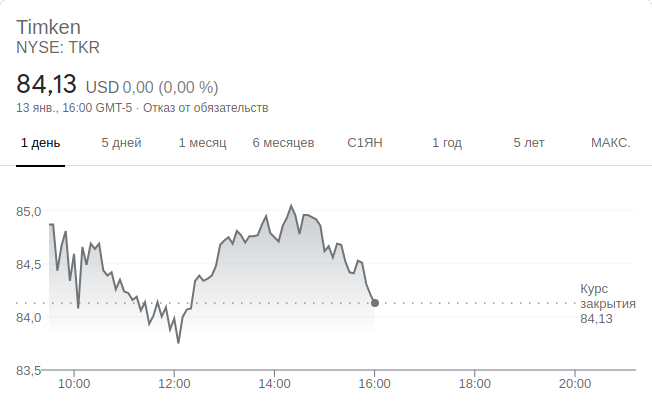 Timken
NYSE: TKR
84,13 USD 0,00 (0,00 %)
13 янв., 16:00 GMT-5 · Отказ от обязательств
1 день 5 дней 1 месяц 6 месяцев С1ЯН 1 год 5 лет МАКС.
85,0
84,5
84,0
83,5
Курс
закрытия
84,13
10:00 12:00 14:00 16:00 18:00 20:00